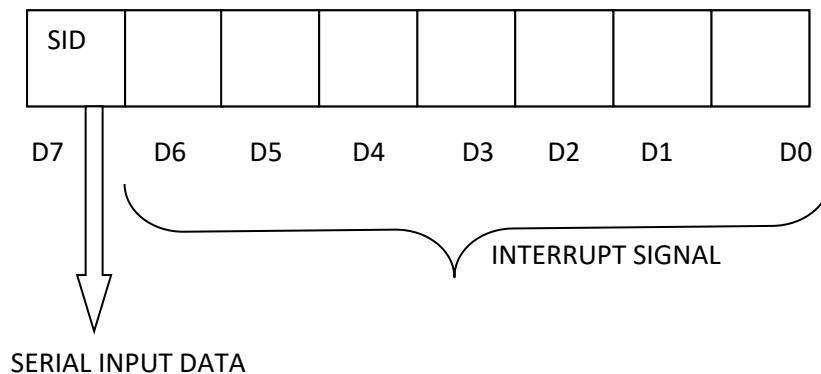 SID
D7 D6 D5 D4 D3 D2 D1 D0
INTERRUPT SIGNAL
SERIAL INPUT DATA